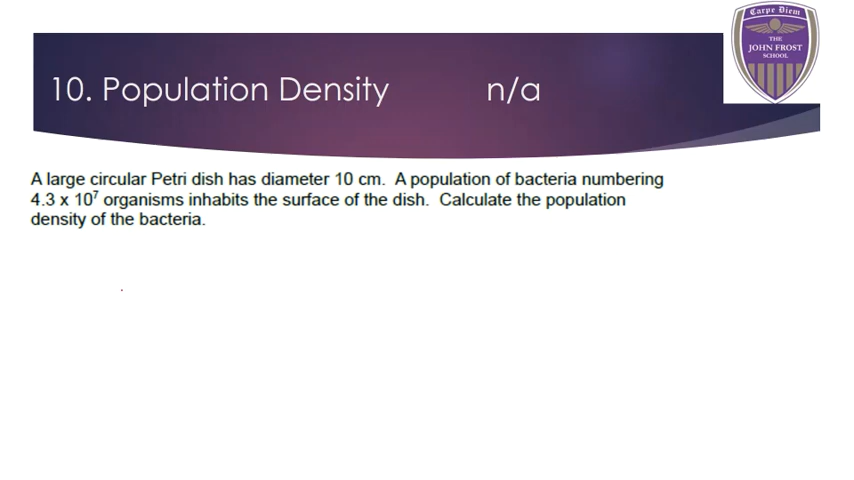 Carpe Diem
THE
JOHN FROST
SCHOOL
10. Population Density n/a
A large circular Petri dish has diameter 10 cm. A population of bacteria numbering
4.3 x 10⁷ organisms inhabits the surface of the dish. Calculate the population
density of the bacteria.
.